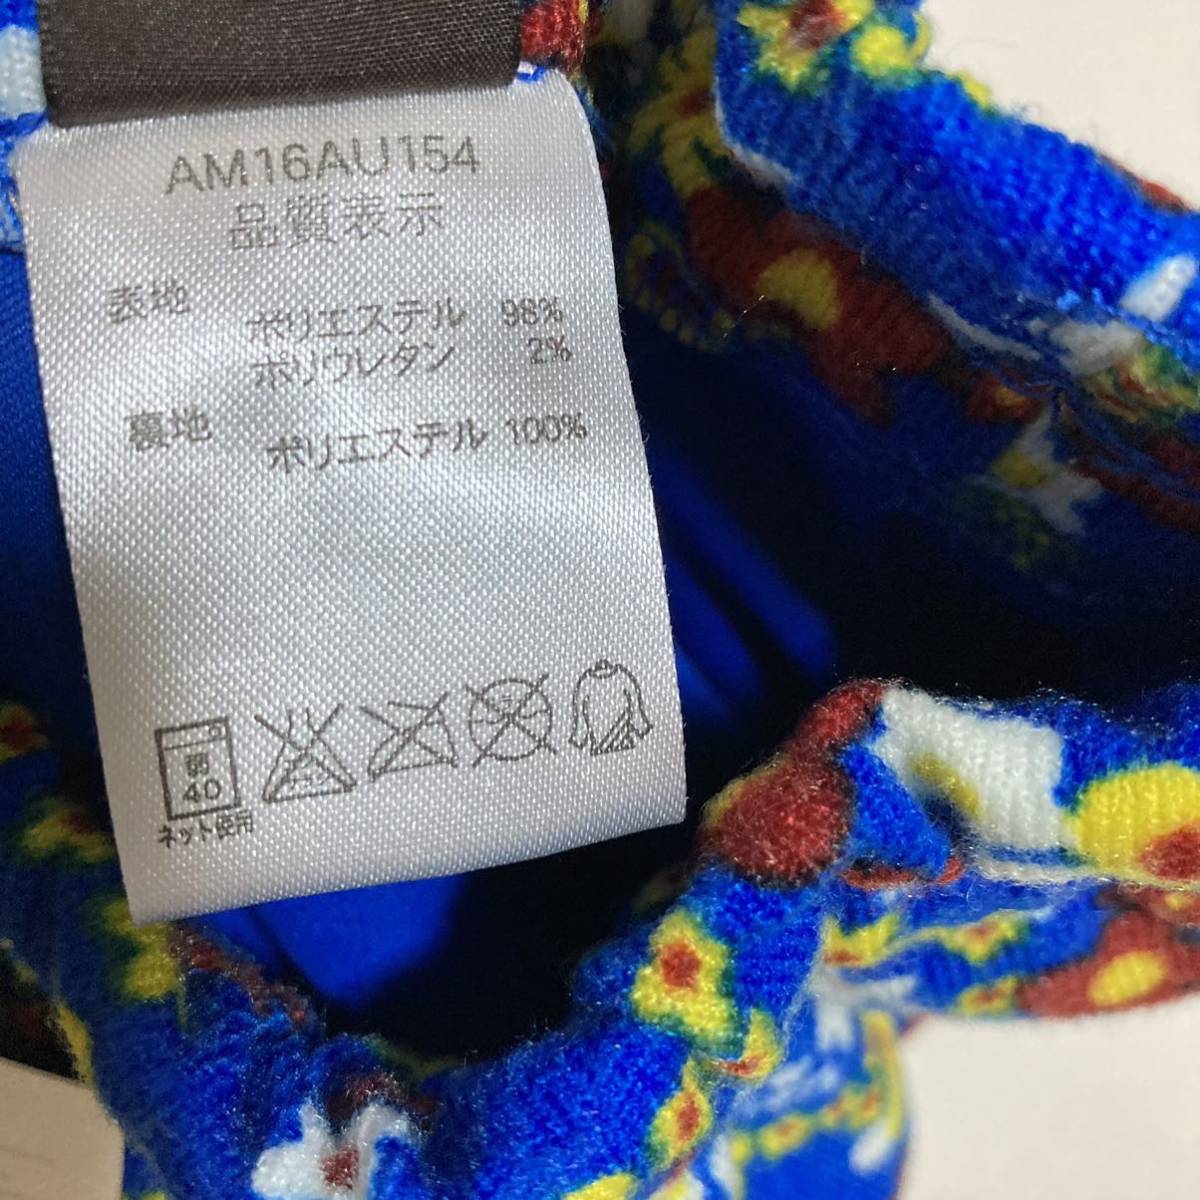 AM16AU154
品質表示
表地 ポリエステル 98%
ポリウレタン 2%
裏地 ポリエステル 100%
弱
40
ネット使用